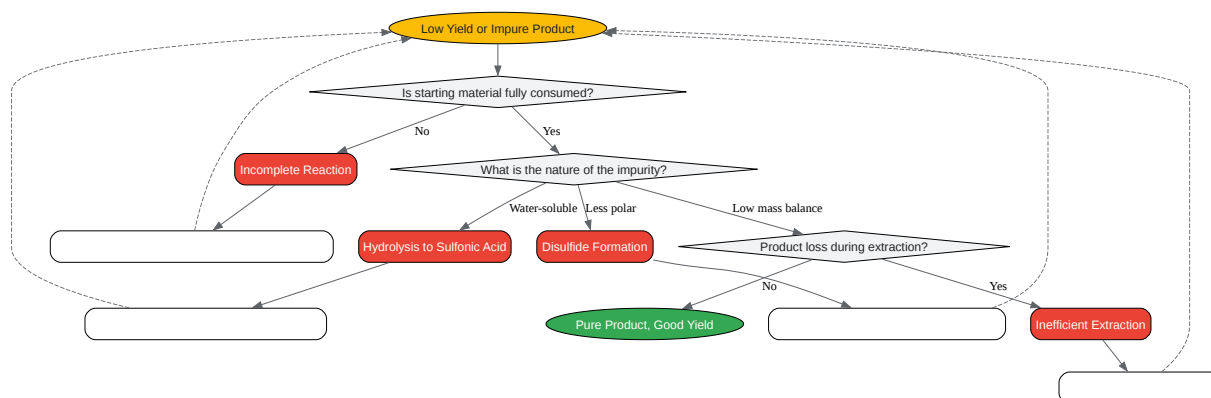 Low Yield or Impure Product
Is starting material fully consumed?
No
Yes
Incomplete Reaction
What is the nature of the impurity?
Water-soluble
Less polar
Low mass balance
Hydrolysis to Sulfonic Acid
Disulfide Formation
Product loss during extraction?
No
Yes
Pure Product, Good Yield
Inefficient Extraction